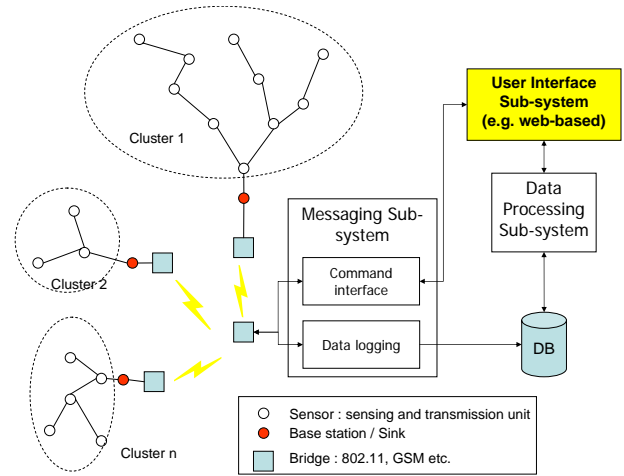 Cluster 1
User Interface
Sub-system
(e.g. web-based)
Messaging Sub-
system
Data
Processing
Sub-system
Command
interface
Cluster 2
Data logging
DB
Cluster n
Sensor : sensing and transmission unit
Base station / Sink
Bridge : 802.11, GSM etc.